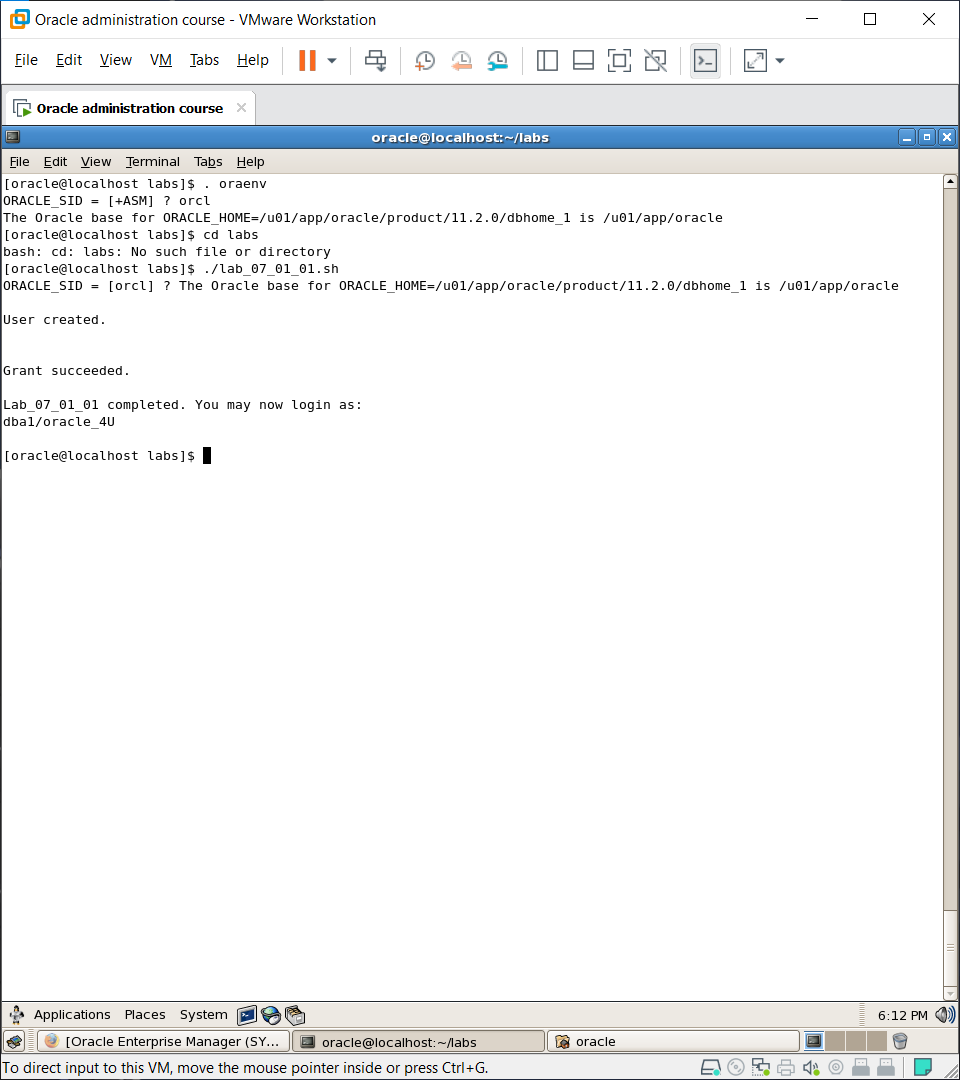 Oracle administration course - VMware Workstation
File Edit View VM Tabs Help
Oracle administration course
oracle@localhost:~/labs
File Edit View Terminal Tabs Help
[oracle@localhost labs]$ . oraenv
ORACLE_SID = [+ASM] ? orcl
The Oracle base for ORACLE_HOME=/u01/app/oracle/product/11.2.0/dbhome_1 is /u01/app/oracle
[oracle@localhost labs]$ cd labs
bash: cd: labs: No such file or directory
[oracle@localhost labs]$ ./lab_07_01_01.sh
ORACLE_SID = [orcl] ? The Oracle base for ORACLE_HOME=/u01/app/oracle/product/11.2.0/dbhome_1 is /u01/app/oracle
User created.
Grant succeeded.
Lab_07_01_01 completed. You may now login as:
dba1/oracle_4U
[oracle@localhost labs]$
Applications Places System 6:12 PM
[Oracle Enterprise Manager (SY... oracle@localhost:~/labs oracle
To direct input to this VM, move the mouse pointer inside or press Ctrl+G.